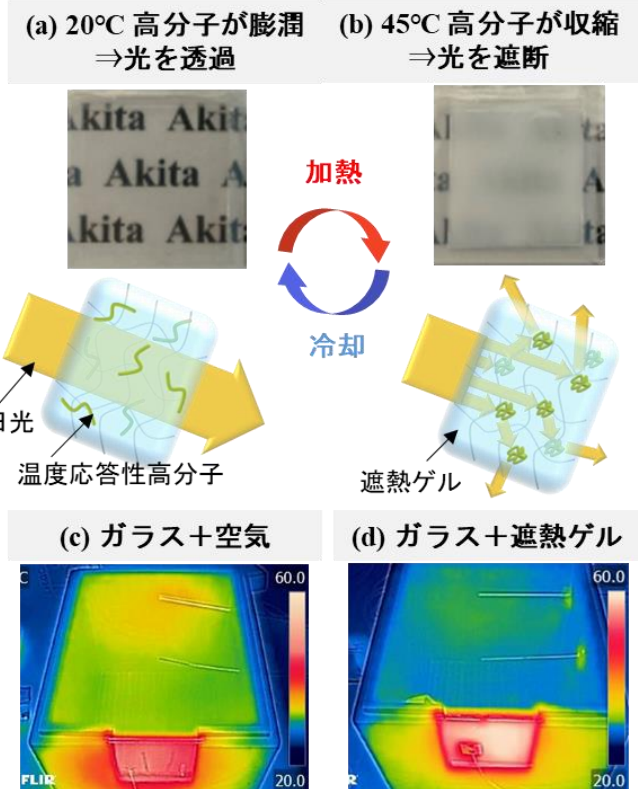 (a) 20℃ 高分子が膨潤
⇒光を透過
(b) 45℃ 高分子が収縮
⇒光を遮断
Akita Akita
Akita
Akita Akita
加熱
冷却
日光
温度応答性高分子
遮熱ゲル
(c) ガラス＋空気
(d) ガラス＋遮熱ゲル
C
60.0
20.0
FLIR
60.0
20.0
R